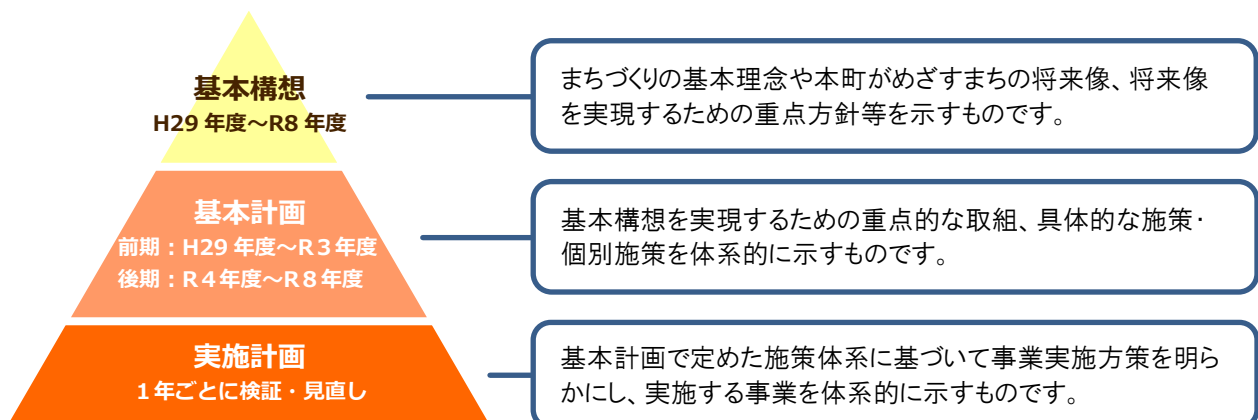 基本構想
H29 年度～R8 年度
まちづくりの基本理念や本町がめざすまちの将来像、将来像
を実現するための重点方針等を示すものです。
基本計画
前期：H29 年度～R３年度
後期：R４年度～R８年度
基本構想を実現するための重点的な取組、具体的な施策・
個別施策を体系的に示すものです。
実施計画
１年ごとに検証・見直し
基本計画で定めた施策体系に基づいて事業実施方策を明ら
かにし、実施する事業を体系的に示すものです。